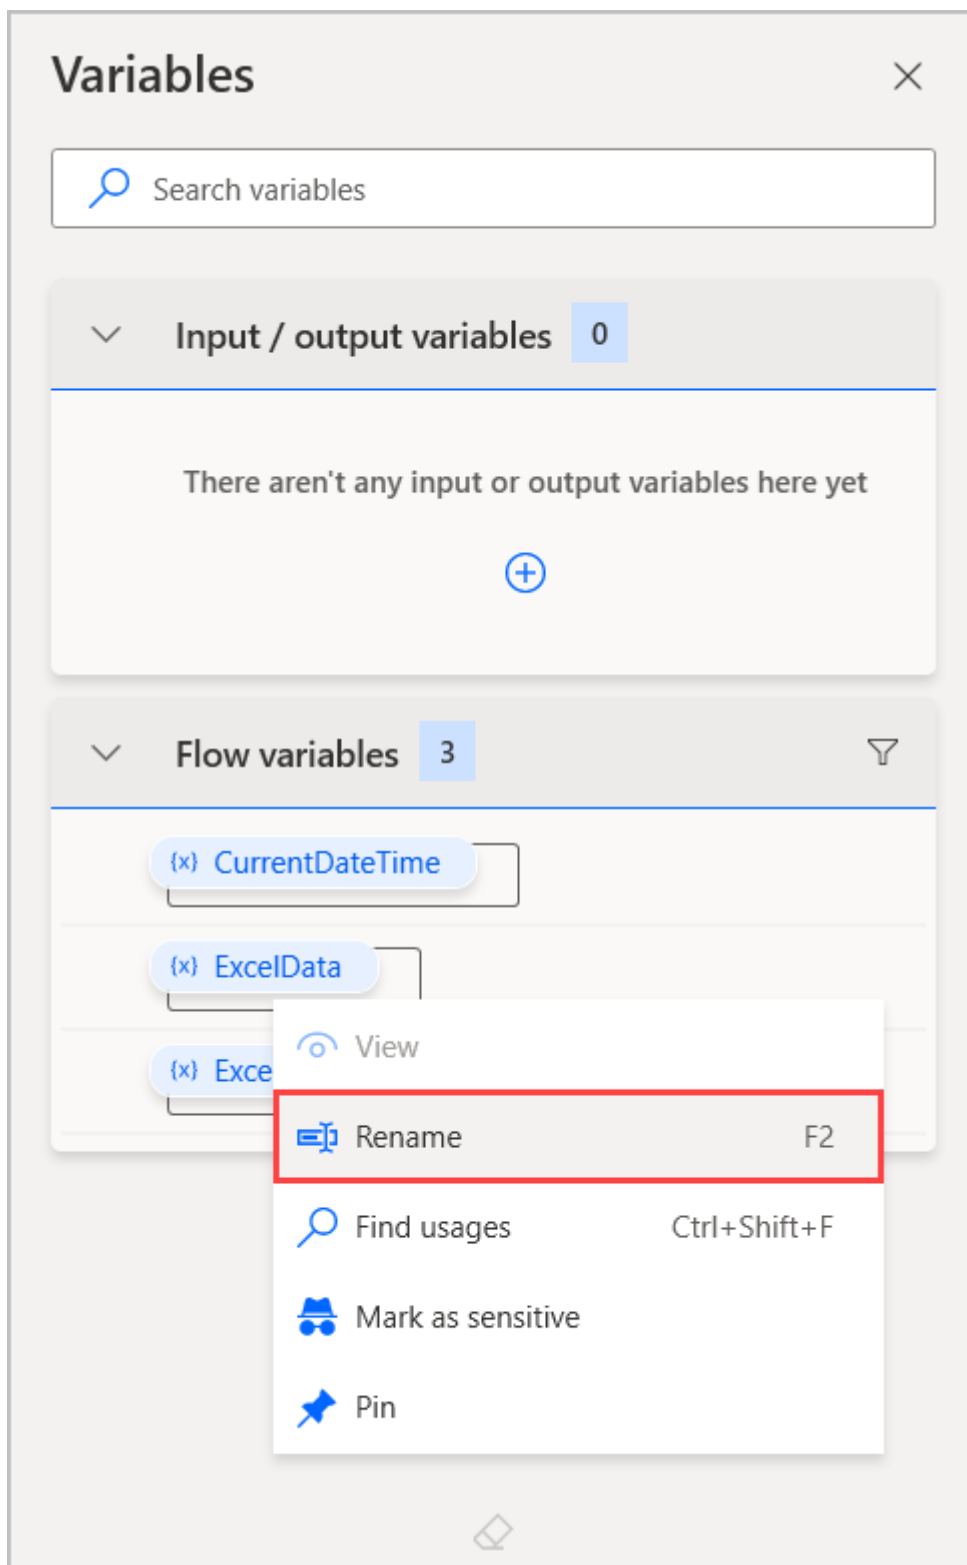 Variables
Search variables
Input / output variables 0
There aren't any input or output variables here yet
Flow variables 3
{x} CurrentDateTime
{x} ExcelData
{x} Exce
View
Rename F2
Find usages Ctrl+Shift+F
Mark as sensitive
Pin